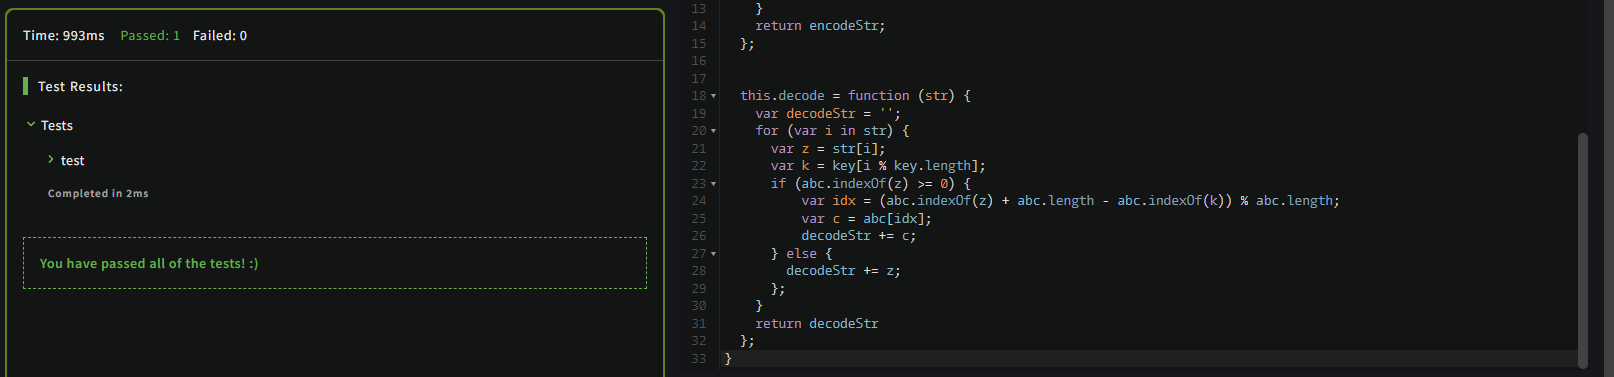 Time: 993ms Passed: 1 Failed: 0
Test Results:
Tests
test
Completed in 2ms
You have passed all of the tests! :)
13 }
14 return encodeStr;
15 };
16
17
18 this.decode = function (str) {
19 var decodeStr = '';
20 for (var i in str) {
21 var z = str[i];
22 var k = key[i % key.length];
23 if (abc.indexOf(z) >= 0) {
24 var idx = (abc.indexOf(z) + abc.length - abc.indexOf(k)) % abc.length;
25 var c = abc[idx];
26 decodeStr += c;
27 } else {
28 decodeStr += z;
29 };
30 }
31 return decodeStr
32 };
33 }